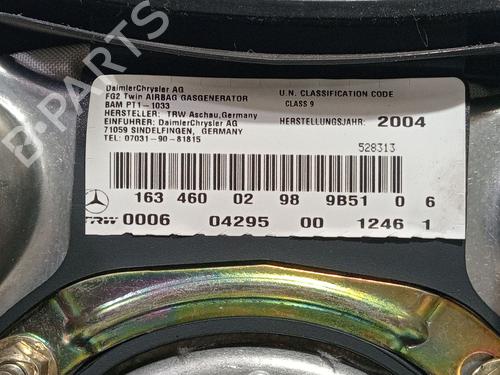 DaimlerChrysler AG
FG2 Twin AIRBAG GASGENERATOR
BAM PT1-1033
HERSTELLER: TRW Aschau,Germany
EINFUHRER: DaimlerChrysler AG
71059 SINDELFINGEN, GERMANY
TEL: 07031-90-81815
U.N. CLASSIFICATION CODE
CLASS 9
HERSTELLUNGSJAHR: 2004
528313
163 460 02 98 9B51 0 6
TRW 0006 04295 00 1246 1